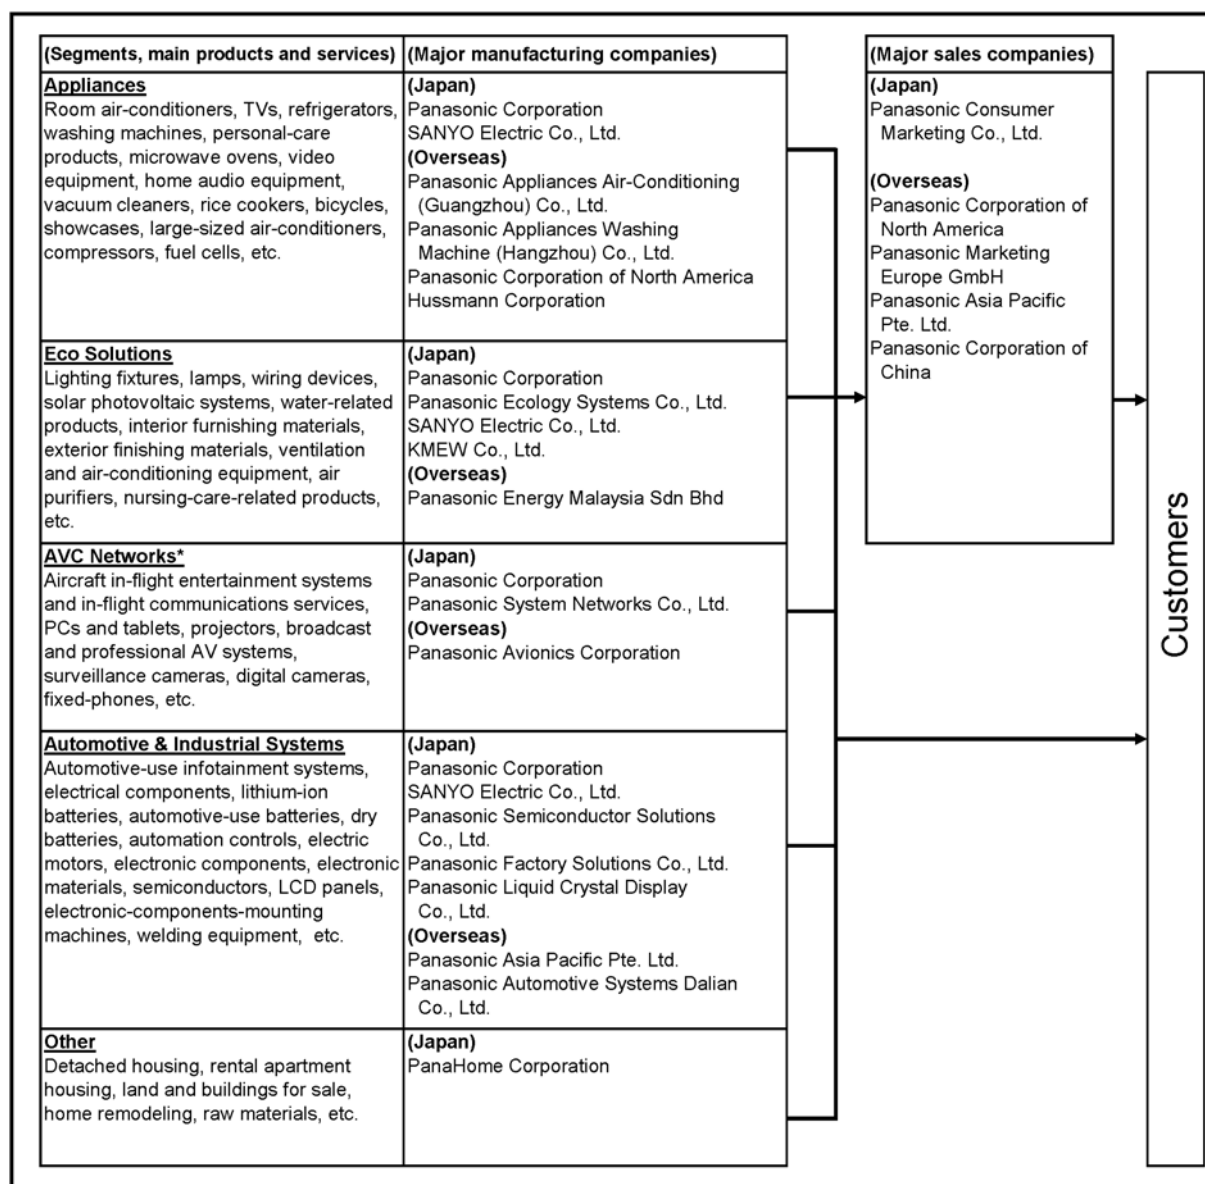 (Segments, main products and services)
(Major manufacturing companies)
(Major sales companies)
Appliances
Room air-conditioners, TVs, refrigerators,
washing machines, personal-care
products, microwave ovens, video
equipment, home audio equipment,
vacuum cleaners, rice cookers, bicycles,
showcases, large-sized air-conditioners,
compressors, fuel cells, etc.
(Japan)
Panasonic Corporation
SANYO Electric Co., Ltd.
(Overseas)
Panasonic Appliances Air-Conditioning
(Guangzhou) Co., Ltd.
Panasonic Appliances Washing
Machine (Hangzhou) Co., Ltd.
Panasonic Corporation of North America
Hussmann Corporation
Eco Solutions
Lighting fixtures, lamps, wiring devices,
solar photovoltaic systems, water-related
products, interior furnishing materials,
exterior finishing materials, ventilation
and air-conditioning equipment, air
purifiers, nursing-care-related products,
etc.
(Japan)
Panasonic Corporation
Panasonic Ecology Systems Co., Ltd.
SANYO Electric Co., Ltd.
KMEW Co., Ltd.
(Overseas)
Panasonic Energy Malaysia Sdn Bhd
AVC Networks*
Aircraft in-flight entertainment systems
and in-flight communications services,
PCs and tablets, projectors, broadcast
and professional AV systems,
surveillance cameras, digital cameras,
fixed-phones, etc.
(Japan)
Panasonic Corporation
Panasonic System Networks Co., Ltd.
(Overseas)
Panasonic Avionics Corporation
Automotive & Industrial Systems
Automotive-use infotainment systems,
electrical components, lithium-ion
batteries, automotive-use batteries, dry
batteries, automation controls, electric
motors, electronic components, electronic
materials, semiconductors, LCD panels,
electronic-components-mounting
machines, welding equipment, etc.
(Japan)
Panasonic Corporation
SANYO Electric Co., Ltd.
Panasonic Semiconductor Solutions
Co., Ltd.
Panasonic Factory Solutions Co., Ltd.
Panasonic Liquid Crystal Display
Co., Ltd.
(Overseas)
Panasonic Asia Pacific Pte. Ltd.
Panasonic Automotive Systems Dalian
Co., Ltd.
Other
Detached housing, rental apartment
housing, land and buildings for sale,
home remodeling, raw materials, etc.
(Japan)
PanaHome Corporation
(Japan)
Panasonic Consumer
Marketing Co., Ltd.
(Overseas)
Panasonic Corporation of
North America
Panasonic Marketing
Europe GmbH
Panasonic Asia Pacific
Pte. Ltd.
Panasonic Corporation of
China
Customers